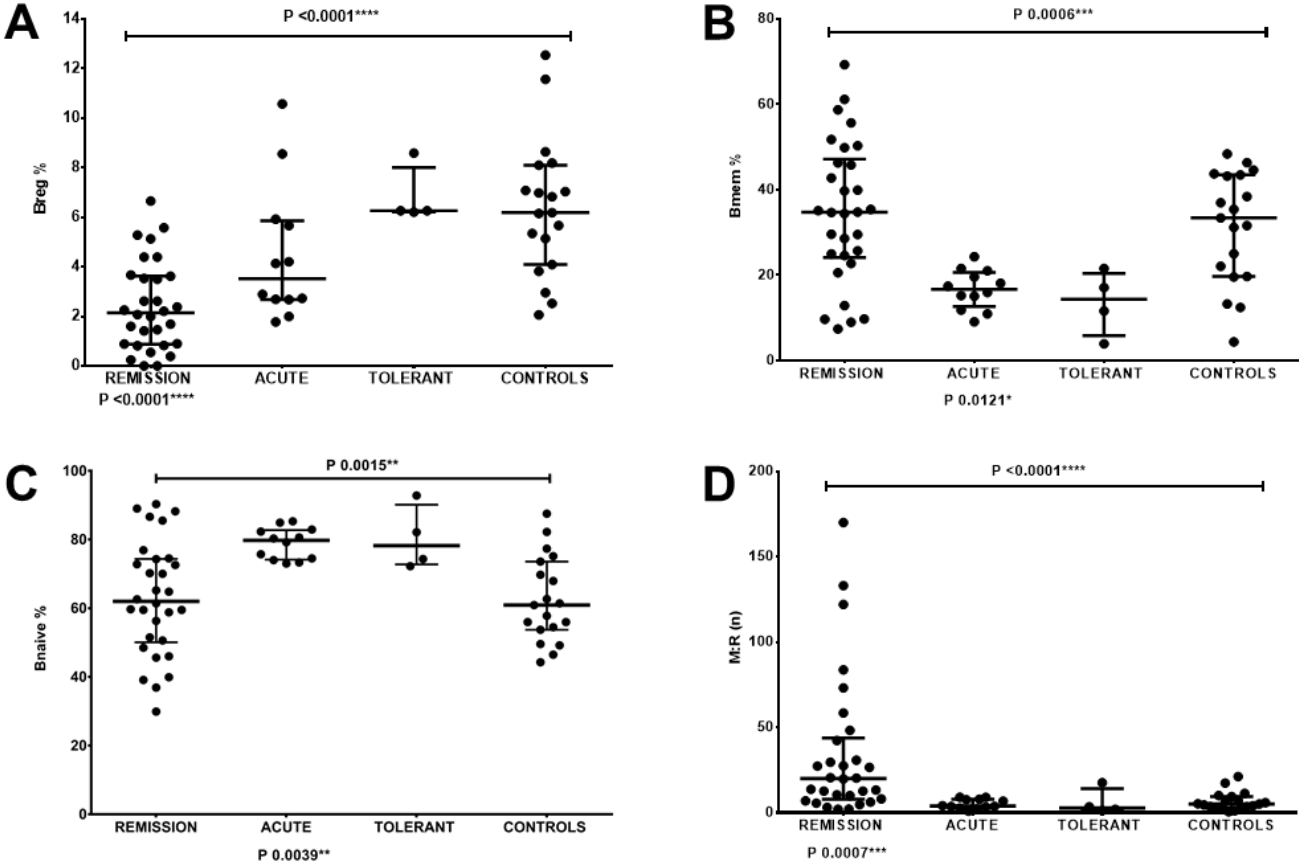 A
P <0.0001****
14
12
10
8
6
4
2
0
Breg %
REMISSION ACUTE TOLERANT CONTROLS
P <0.0001****
B
P 0.0006***
80
60
40
20
0
Bmem %
REMISSION ACUTE TOLERANT CONTROLS
P 0.0121*
C
P 0.0015**
100
80
60
40
20
0
Bnaive %
REMISSION ACUTE TOLERANT CONTROLS
P 0.0039**
D
P <0.0001****
200
150
100
50
0
M:R (n)
REMISSION ACUTE TOLERANT CONTROLS
P 0.0007***